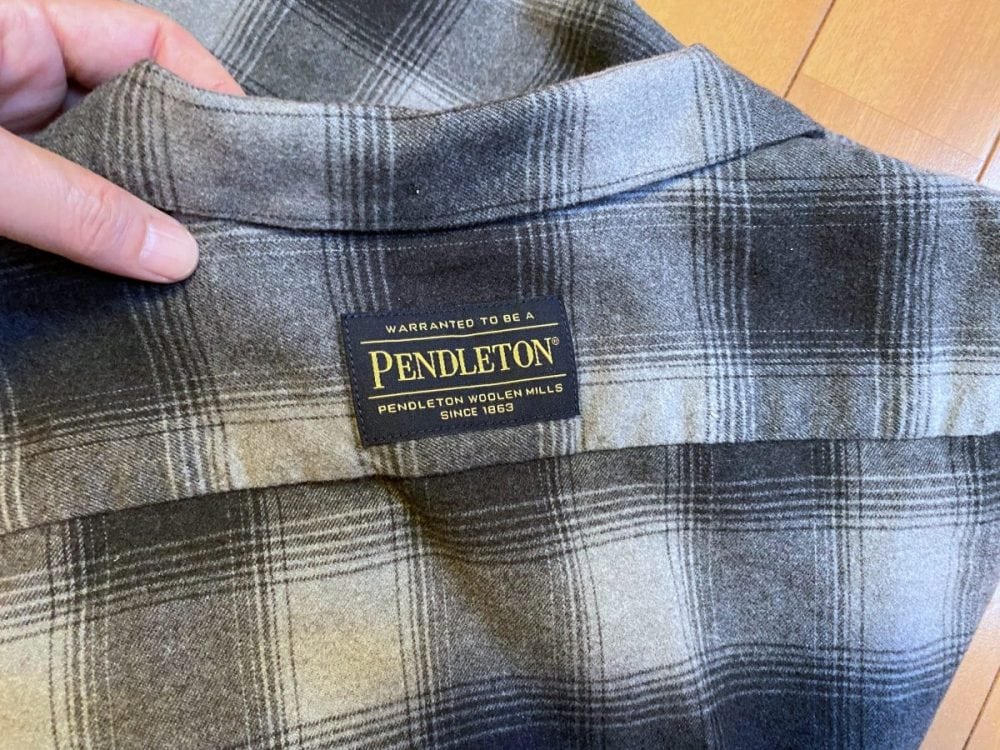 WARRANTED TO BE A
PENDLETON®
PENDLETON WOOLEN MILLS
SINCE 1863